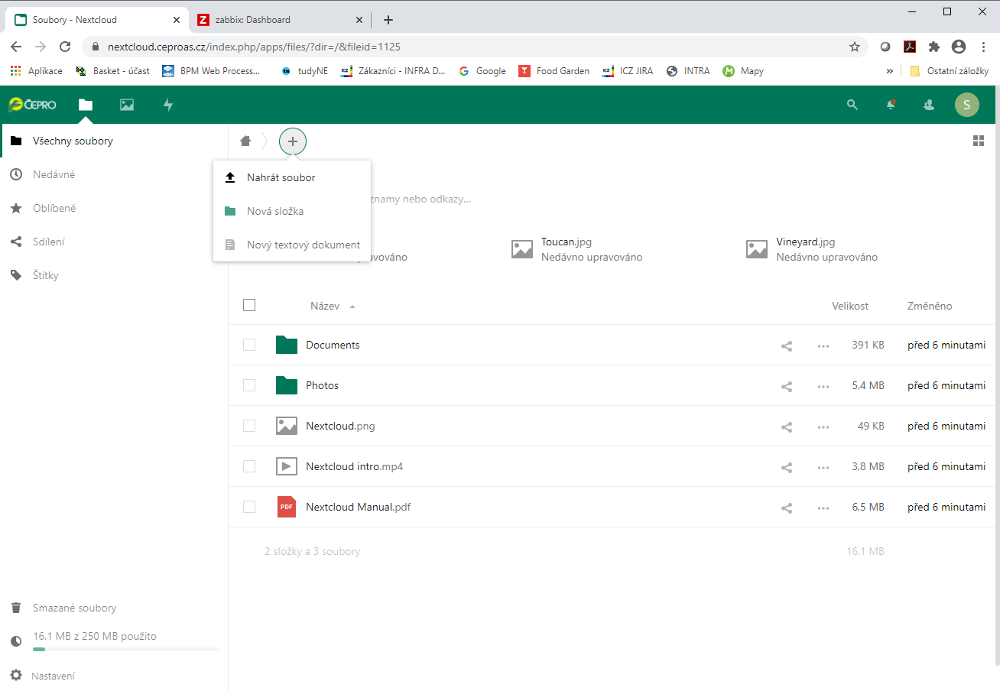 Soubory - Nextcloud
zabbix: Dashboard
nextcloud.ceproas.cz/index.php/apps/files/?dir=/&fileid=1125
Aplikace
Basket - účast
BPM Web Process...
tudyNE
Zákazníci - INFRA D...
Google
Food Garden
ICZ JIRA
INTRA
Mapy
»
Ostatní záložky
ČEPRO
S
Všechny soubory
Nedávné
Oblíbené
Sdílení
Štítky
Nahrát soubor
Nová složka
Nový textový dokument
znamy nebo odkazy...
Toucan.jpg
Nedávno upravováno
Vineyard.jpg
Nedávno upravováno
Název
Velikost
Změněno
Documents
391 KB
před 6 minutami
Photos
5,4 MB
před 6 minutami
Nextcloud.png
49 KB
před 6 minutami
Nextcloud intro.mp4
3,8 MB
před 6 minutami
PDF
Nextcloud Manual.pdf
6,5 MB
před 6 minutami
2 složky a 3 soubory
16.1 MB
Smazané soubory
16.1 MB z 250 MB použito
Nastavení